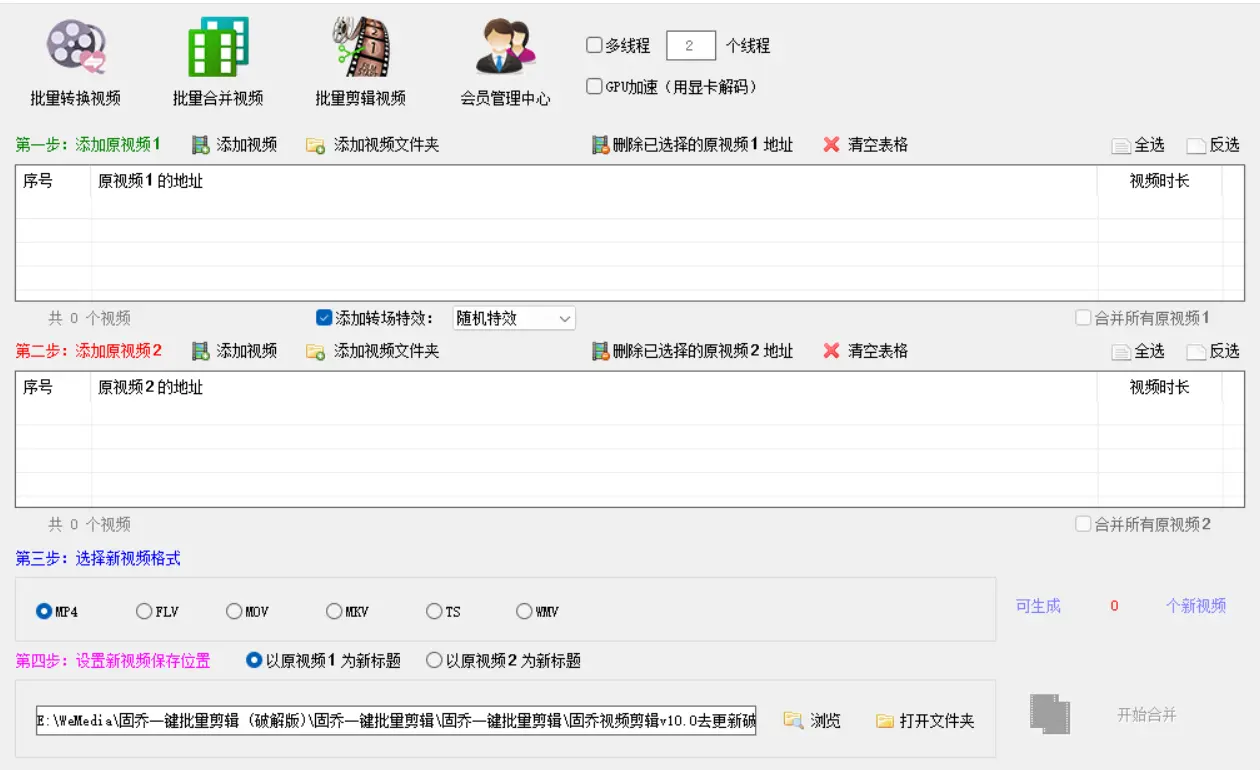 批量转换视频 批量合并视频 批量剪辑视频 会员管理中心
多线程 2 个线程
GPU加速（用显卡解码）
第一步：添加原视频1 添加视频 添加视频文件夹 删除已选择的原视频1 地址 清空表格 全选 反选
序号 原视频1 的地址 视频时长
共 0 个视频 添加转场特效： 随机特效 合并所有原视频1
第二步：添加原视频2 添加视频 添加视频文件夹 删除已选择的原视频2 地址 清空表格 全选 反选
序号 原视频2 的地址 视频时长
共 0 个视频 合并所有原视频2
第三步：选择新视频格式
MP4 FLV MOV MKV TS WMV 可生成 0 个新视频
第四步：设置新视频保存位置 以原视频1 为新标题 以原视频2 为新标题
E:\WeMedia\固乔一键批量剪辑（破解版)\固乔一键批量剪辑\固乔一键批量剪辑\固乔视频剪辑v10.0去更新破 浏览 打开文件夹 开始合并